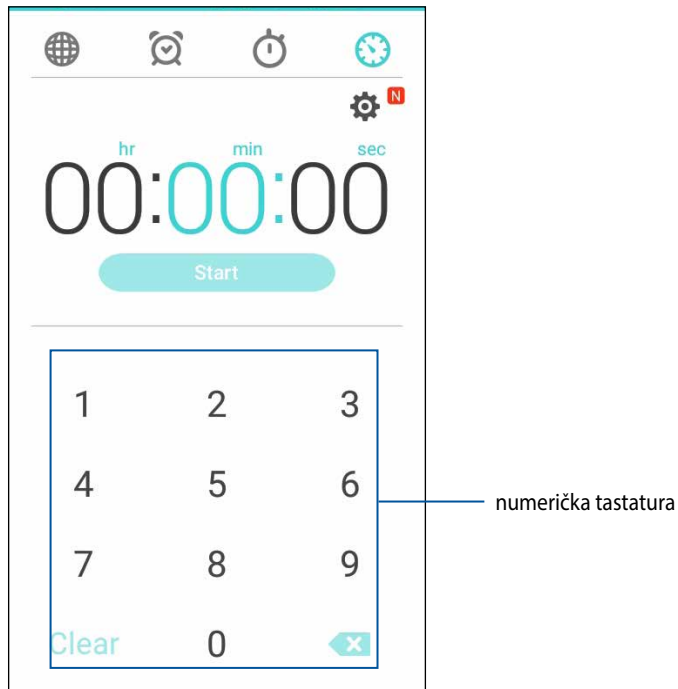 N
hr min sec
00:00:00
Start
1 2 3
4 5 6
numerička tastatura
7 8 9
Clear 0